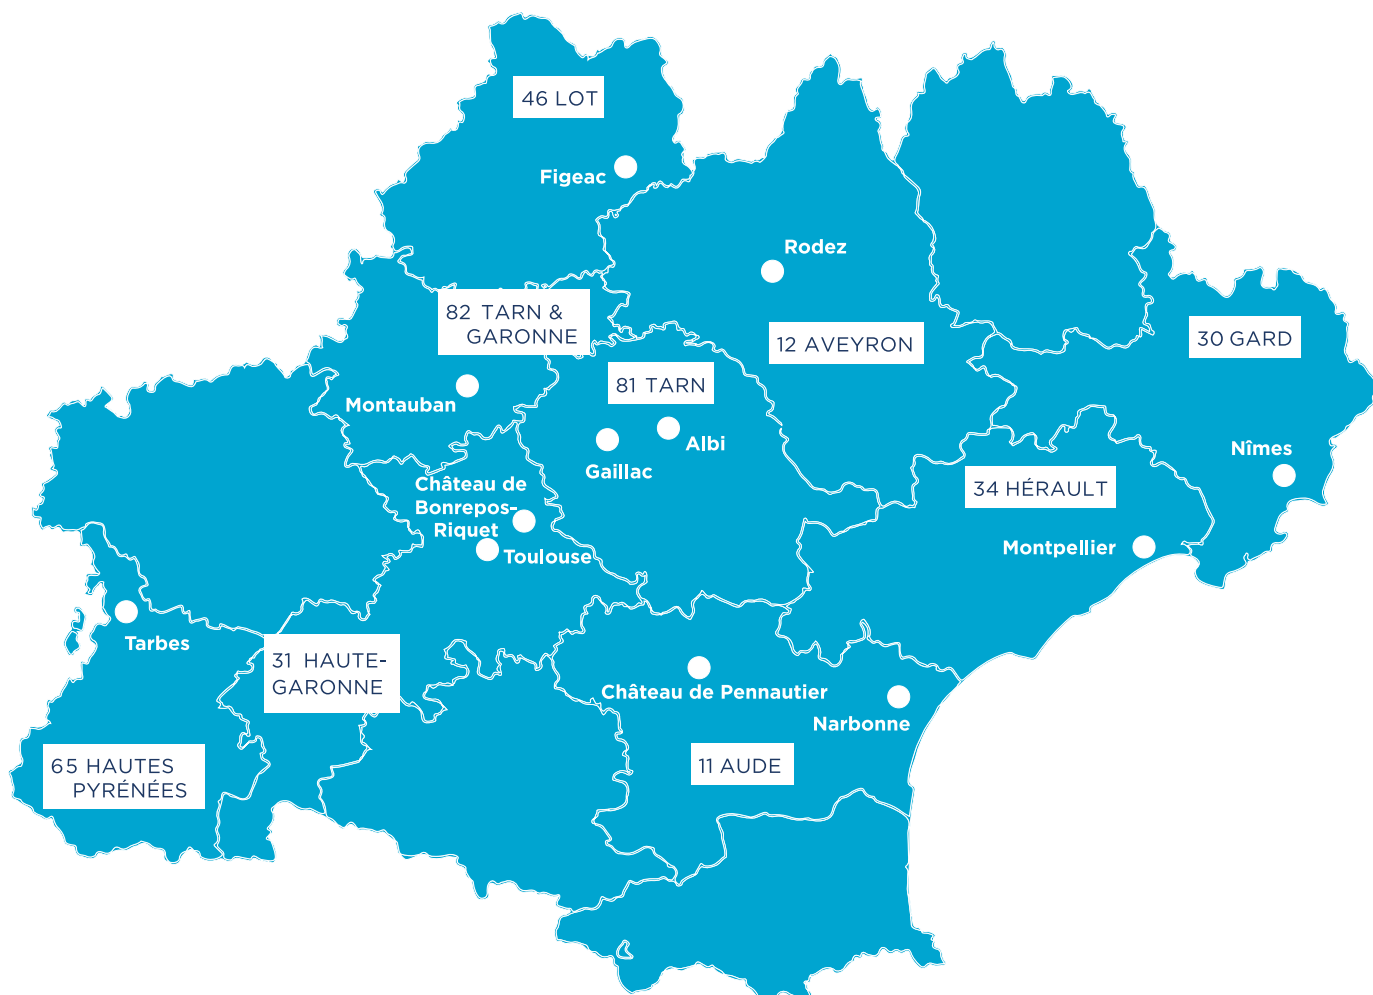 46 LOT
Figeac
Rodez
82 TARN &
GARONNE
12 AVEYRON
30 GARD
81 TARN
Montauban
Albi
Gaillac
Nîmes
Château de
Bonrepos-
Riquet
34 HÉRAULT
Toulouse
Montpellier
Tarbes
31 HAUTE-
GARONNE
Château de Pennautier
Narbonne
65 HAUTES
PYRÉNÉES
11 AUDE